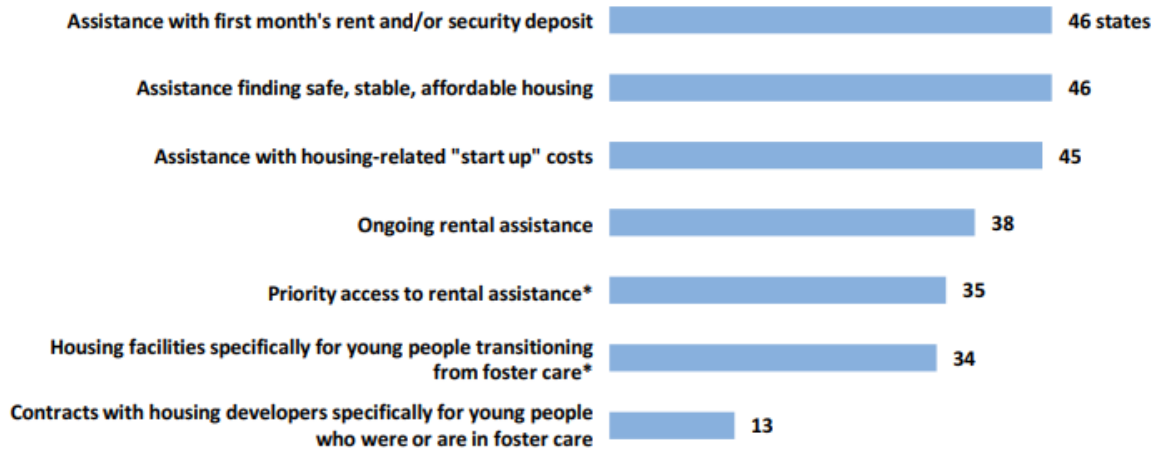 Assistance with first month's rent and/or security deposit 46 states
Assistance finding safe, stable, affordable housing 46
Assistance with housing-related "start up" costs 45
Ongoing rental assistance 38
Priority access to rental assistance* 35
Housing facilities specifically for young people transitioning
from foster care* 34
Contracts with housing developers specifically for young people
who were or are in foster care 13